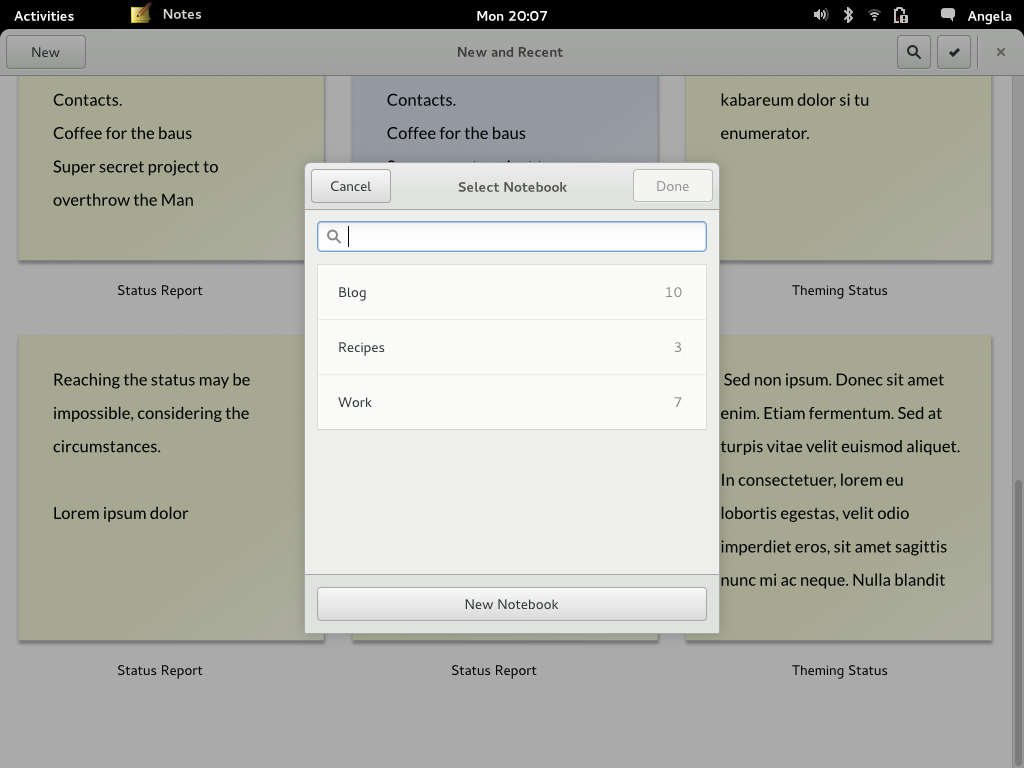 Activities
Notes
Mon 20:07
Angela
New
New and Recent
Contacts.
Coffee for the baus
Super secret project to
overthrow the Man
Status Report
Contacts.
Coffee for the baus
kabareum dolor si tu
enumerator.
Theming Status
Cancel
Select Notebook
Done
Blog 10
Recipes 3
Work 7
New Notebook
Reaching the status may be
impossible, considering the
circumstances.
Lorem ipsum dolor
Status Report
Status Report
Sed non ipsum. Donec sit amet
enim. Etiam fermentum. Sed at
turpis vitae velit euismod aliquet.
In consectetuer, lorem eu
lobortis egestas, velit odio
imperdiet eros, sit amet sagittis
nunc mi ac neque. Nulla blandit
Theming Status